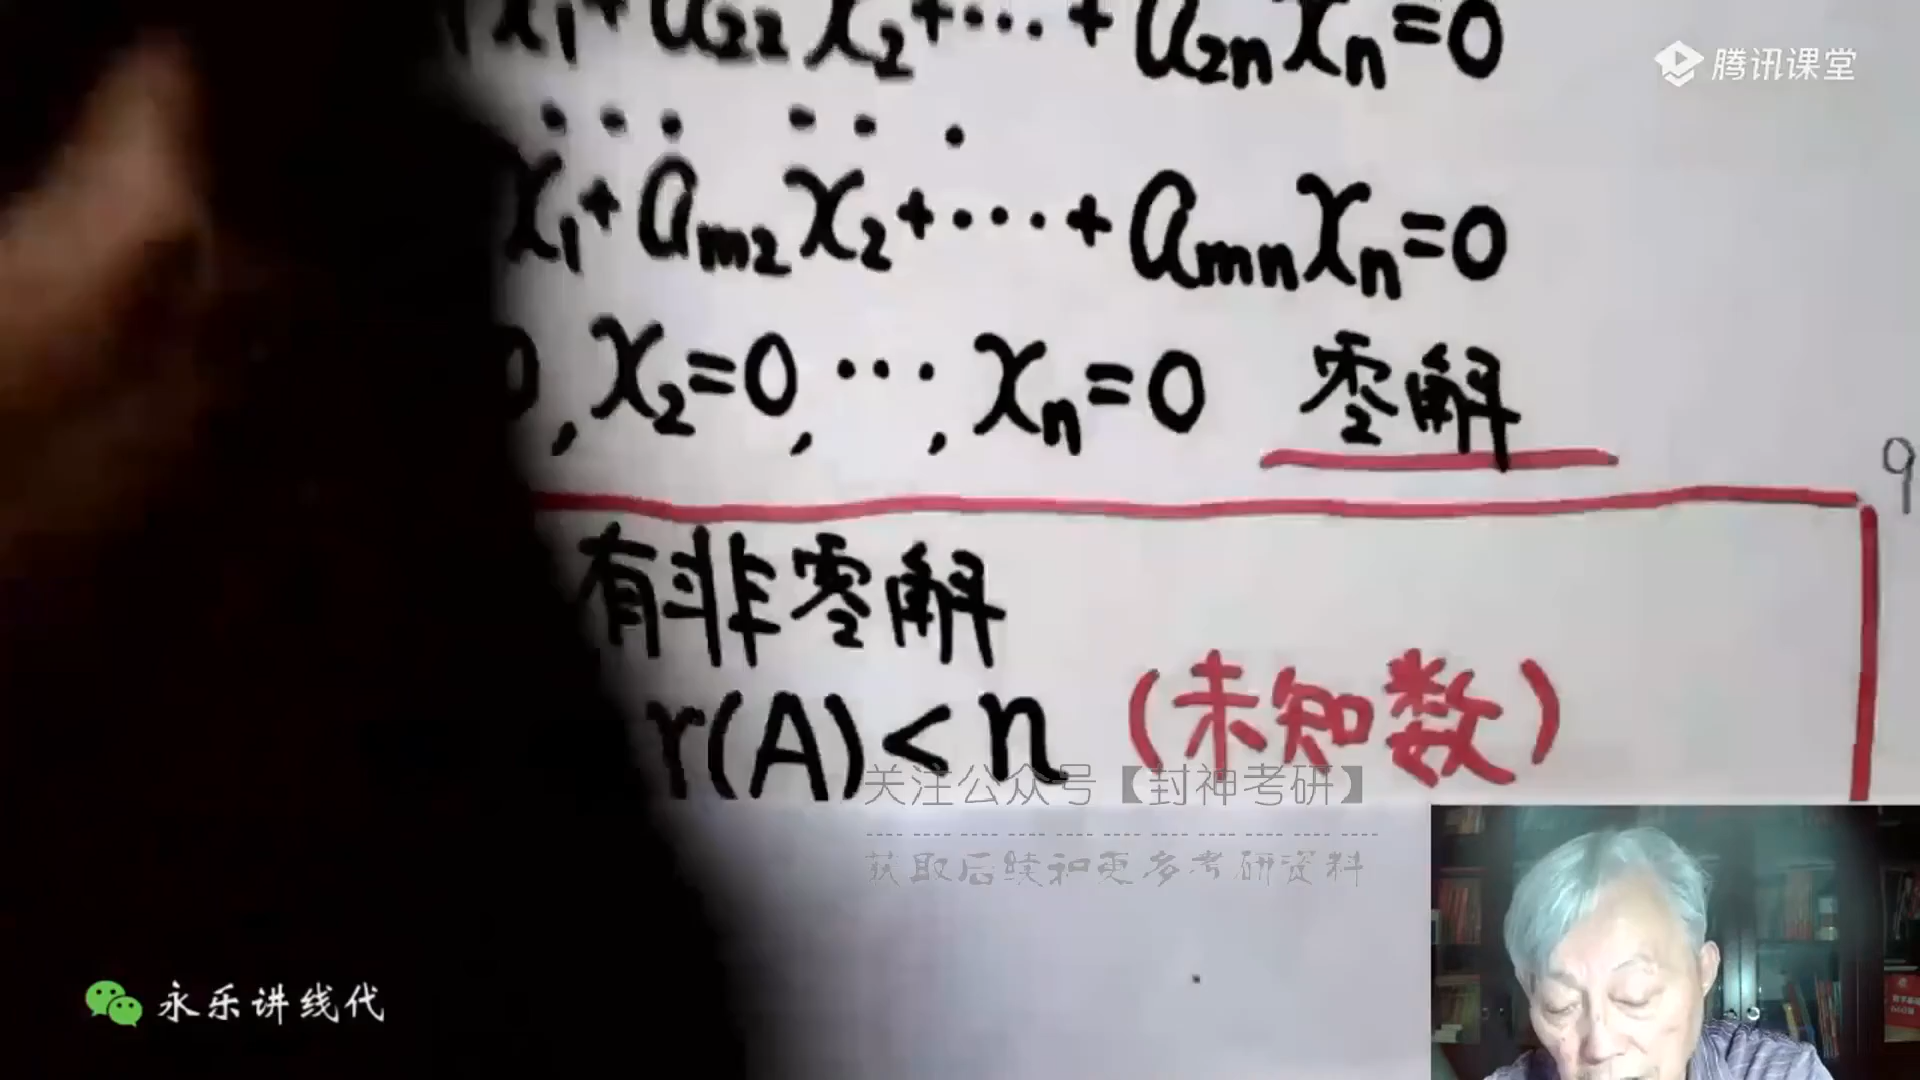 x₁+a₂₂x₂+⋯+a₂ₙxₙ=0
腾讯课堂
x₁+aₘ₂x₂+⋯+aₘₙxₙ=0
0,x₂=0,⋯,xₙ=0 零解
9
有非零解
r(A)<n (未知数)
关注公众号【封神考研】
获取后续和更多考研资料
永乐讲线代